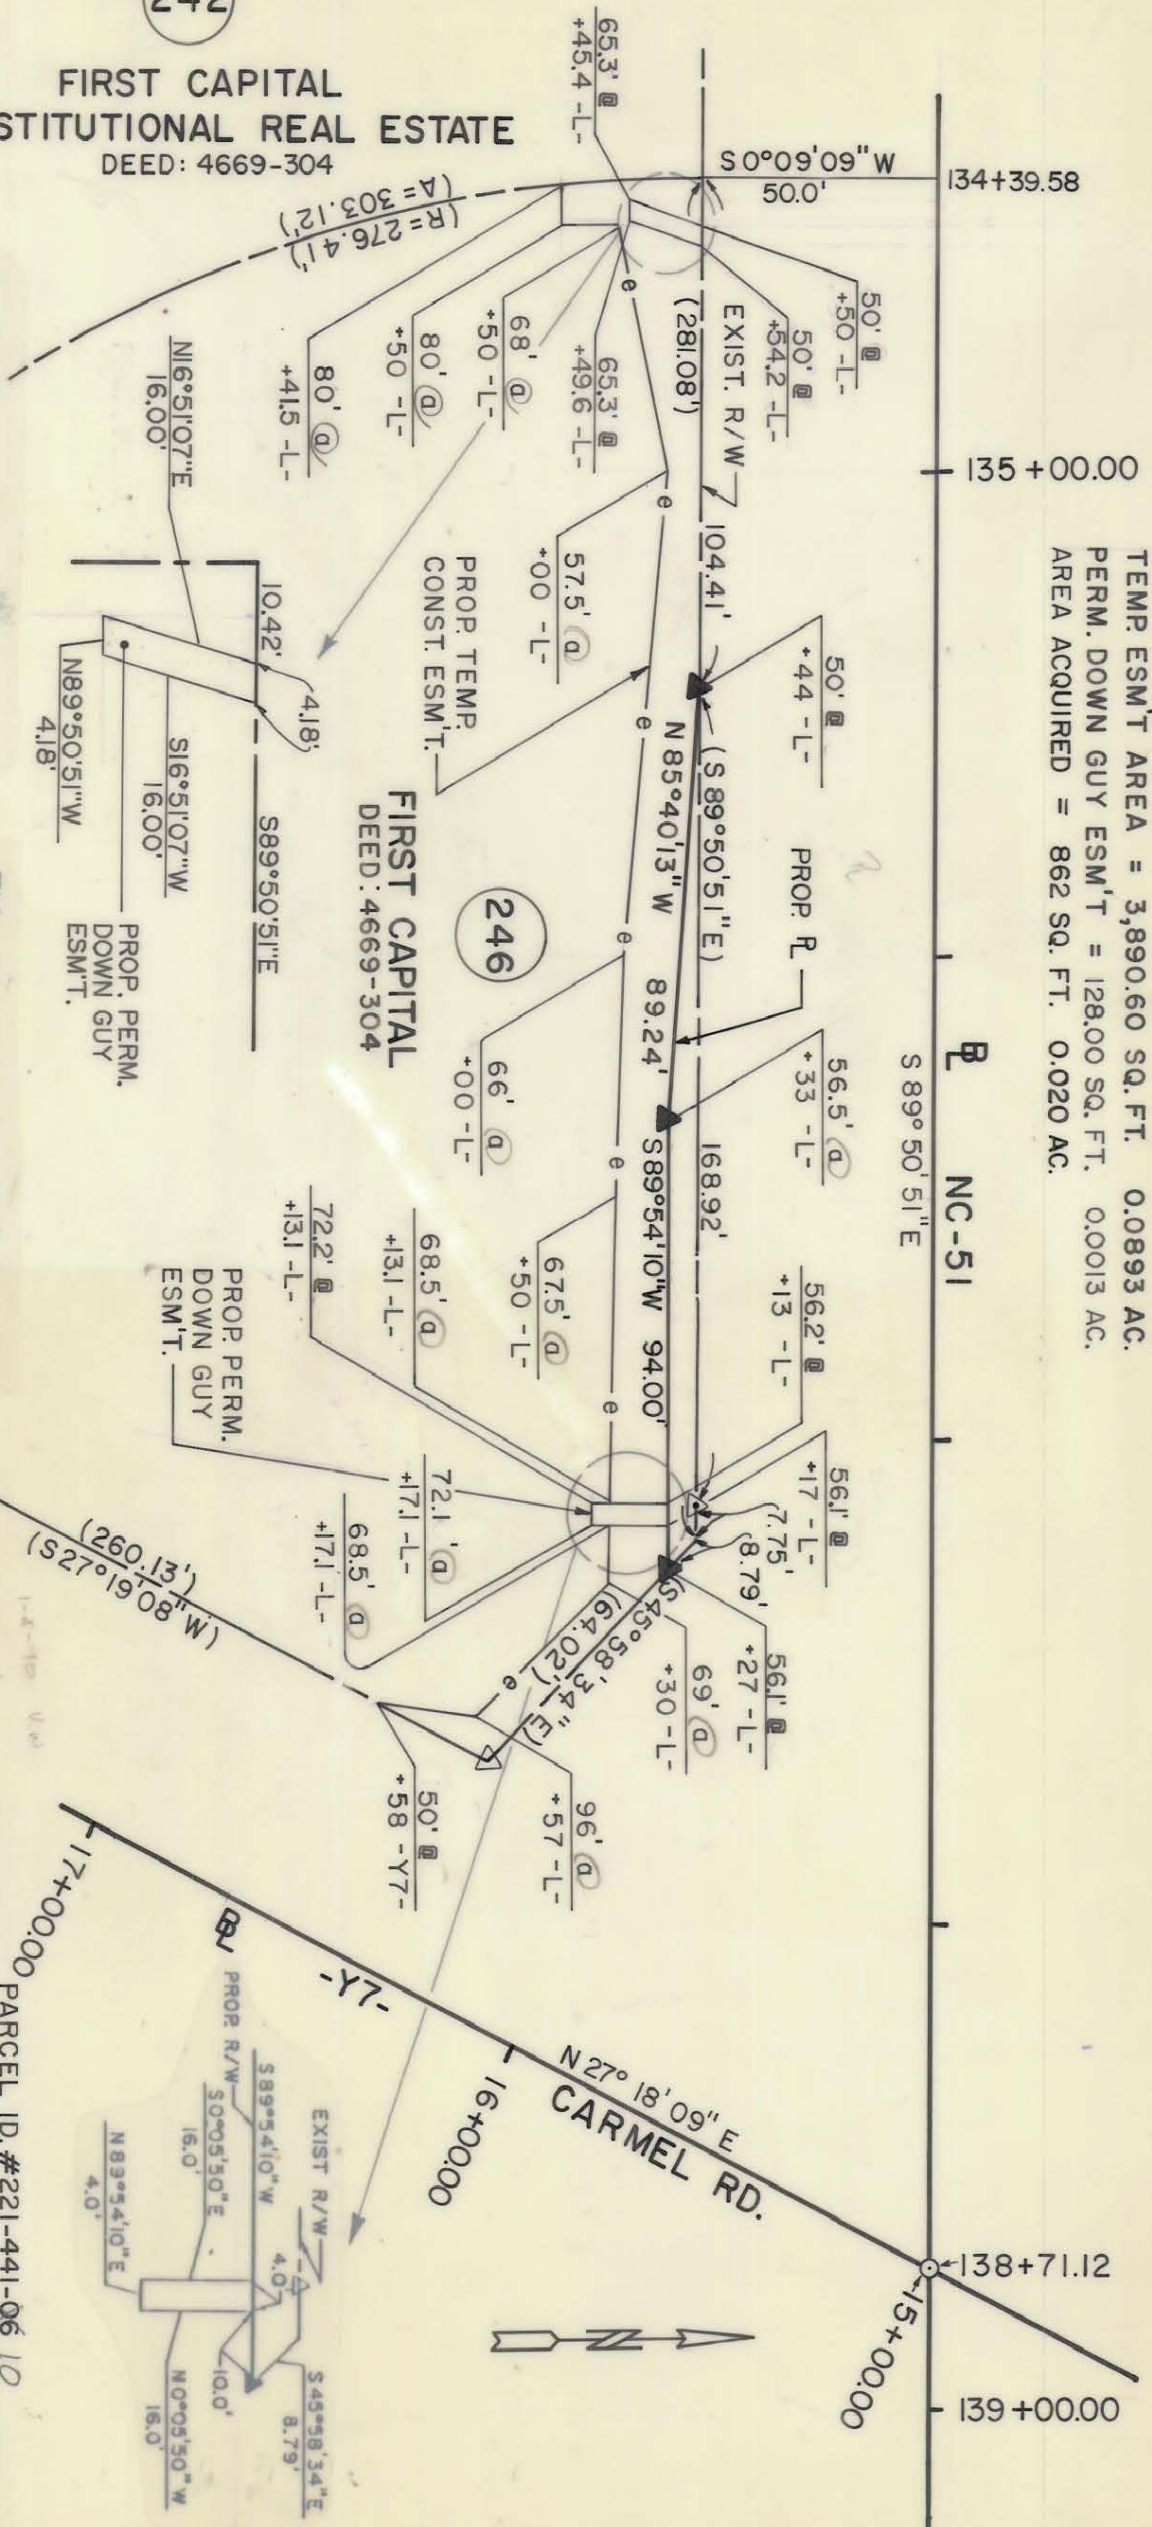 242
FIRST CAPITAL
STITUTIONAL REAL ESTATE
DEED: 4669-304
TEMP. ESM'T AREA = 3,890.60 SQ. FT. 0.0893 AC.
PERM. DOWN GUY ESM'T = 128.00 SQ. FT. 0.0013 AC.
AREA ACQUIRED = 862 SQ. FT. 0.020 AC.
134+39.58
135+00.00
NC-51
S 89°50'51"E
138+71.12
139+00.00
15+00.00
S0°09'09"W
50.0'
65.3' @
+45.4 -L-
(R=276.41')
(A=303.12')
50' @
+50 -L-
50' @
+54.2 -L-
EXIST. R/W
(281.08')
65.3' @
+49.6 -L-
68' @
+50 -L-
80' @
+50 -L-
80' @
+41.5 -L-
104.41'
50' @
+44 -L-
57.5' @
+00 -L-
PROP. TEMP.
CONST. ESM'T.
e
e
e
e
e
e
e
(S89°50'51"E)
N85°40'13"W 89.24'
PROP. PL
56.5' @
+33 -L-
168.92'
S89°54'10"W 94.00'
66' @
+00 -L-
246
FIRST CAPITAL
DEED: 4669-304
67.5' @
+50 -L-
56.2' @
+13 -L-
56.1' @
+17 -L-
7.75'
8.79'
56.1' @
+27 -L-
69' @
+30 -L-
96' @
+57 -L-
(S45°58'34"E)
(64.02')
68.5' @
+13.1 -L-
72.2' @
+13.1 -L-
PROP. PERM.
DOWN GUY
ESM'T.
72.1' @
+17.1 -L-
68.5' @
+17.1 -L-
50' @
+58 -Y7-
(260.13')
(S27°19'08"W)
N16°51'07"E
16.00'
10.42'
4.18'
S89°50'51"E
S16°51'07"W
16.00'
N89°50'51"W
4.18'
PROP. PERM.
DOWN GUY
ESM'T.
17+00.00
-Y7-
16+00.00
N27°18'09"E
CARMEL RD.
EXIST R/W
S89°54'10"W
PROP. R/W
S0°05'50"E
16.0'
N89°54'10"E
4.0'
4.0'
10.0'
N0°05'50"W
16.0'
S45°58'34"E
8.79'
PARCEL ID. #221-441-06 10